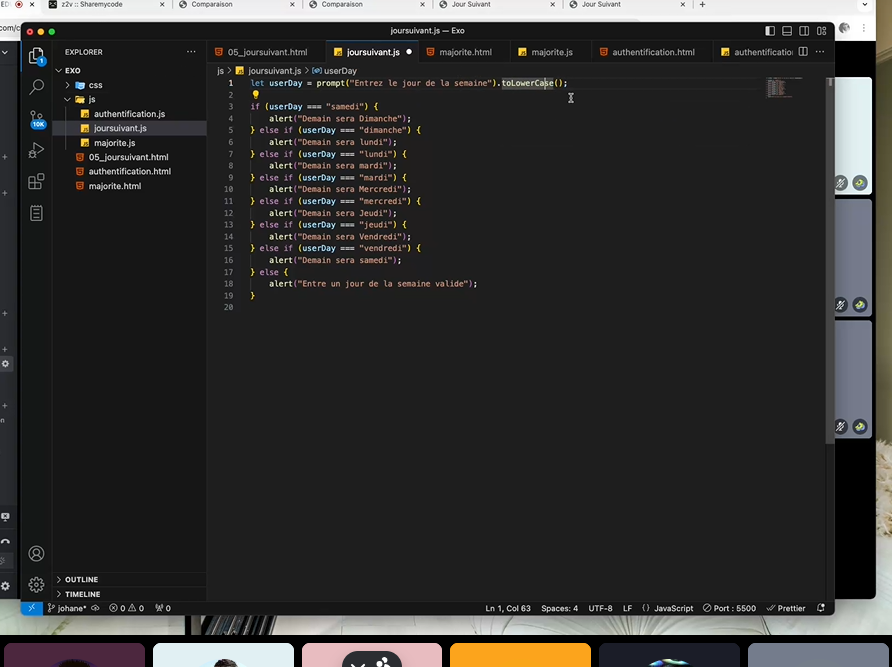 z2v :: Sharemycode
Comparaison
Comparaison
Jour Suivant
Jour Suivant
joursuivant.js — Exo
EXPLORER
05_joursuivant.html
joursuivant.js
majorite.html
majorite.js
authentification.html
authentificatio
EXO
css
js
authentification.js
joursuivant.js
majorite.js
05_joursuivant.html
authentification.html
majorite.html
js > joursuivant.js > userDay
1 let userDay = prompt("Entrez le jour de la semaine").toLowerCase();
2
3 if (userDay === "samedi") {
4 alert("Demain sera Dimanche");
5 } else if (userDay === "dimanche") {
6 alert("Demain sera lundi");
7 } else if (userDay === "lundi") {
8 alert("Demain sera mardi");
9 } else if (userDay === "mardi") {
10 alert("Demain sera Mercredi");
11 } else if (userDay === "mercredi") {
12 alert("Demain sera Jeudi");
13 } else if (userDay === "jeudi") {
14 alert("Demain sera Vendredi");
15 } else if (userDay === "vendredi") {
16 alert("Demain sera samedi");
17 } else {
18 alert("Entre un jour de la semaine valide");
19 }
20
1
10K
OUTLINE
TIMELINE
johane* 0 0 0 Ln 1, Col 63 Spaces: 4 UTF-8 LF {} JavaScript Port : 5500 Prettier